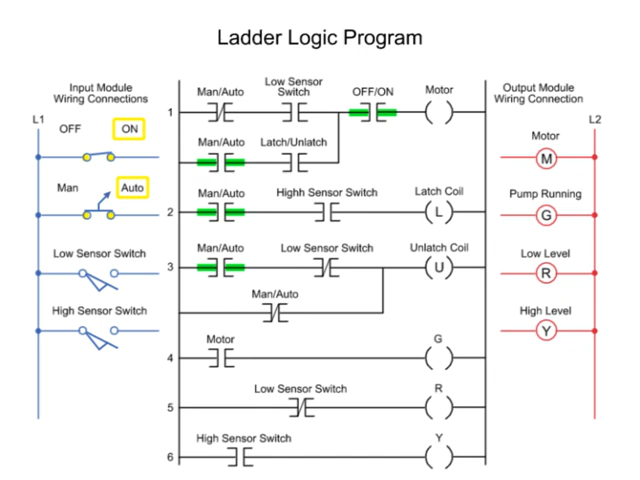 Ladder Logic Program
Input Module
Wiring Connections
L1
OFF
ON
Man
Auto
Low Sensor Switch
High Sensor Switch
1
Man/Auto
Low Sensor
Switch
OFF/ON
Motor
Man/Auto
Latch/Unlatch
2
Man/Auto
Highh Sensor Switch
Latch Coil
L
3
Man/Auto
Low Sensor Switch
Unlatch Coil
U
Man/Auto
4
Motor
G
5
Low Sensor Switch
R
6
High Sensor Switch
Y
Output Module
Wiring Connection
L2
Motor
M
Pump Running
G
Low Level
R
High Level
Y